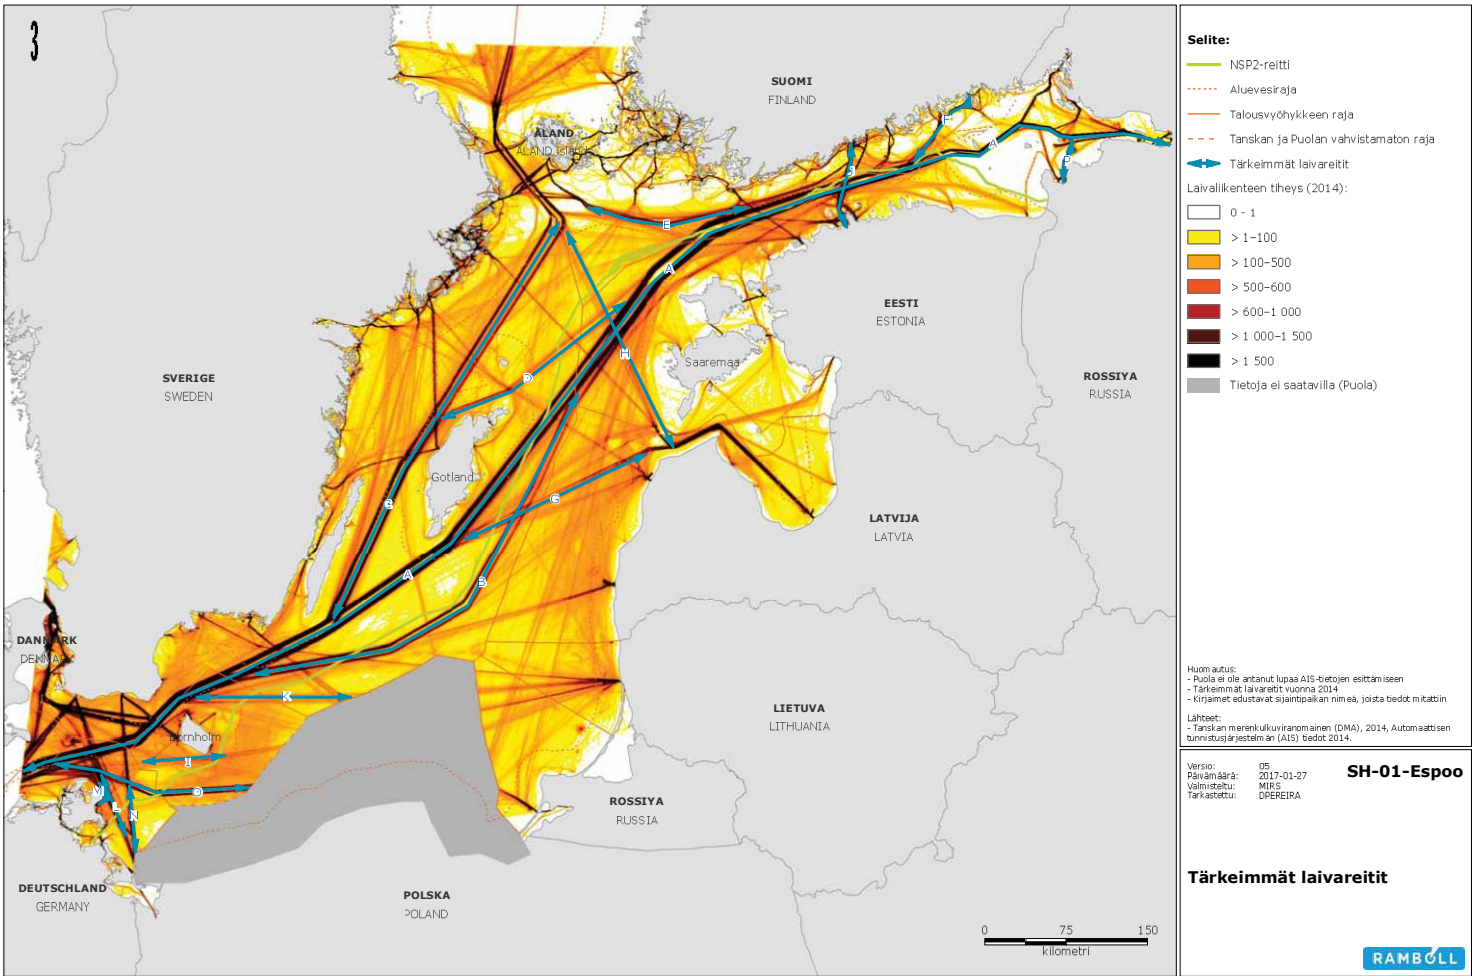 3
SUOMI
FINLAND
ÅLAND
ÅLAND Islands
F
A
P
J
E
A
EESTI
ESTONIA
H
Saaremaa
ROSSIYA
RUSSIA
SVERIGE
SWEDEN
D
Gotland
G
LATVIJA
LATVIA
A
B
DANMARK
DENMARK
K
LIETUVA
LITHUANIA
Bornholm
I
O
M
L
N
ROSSIYA
RUSSIA
DEUTSCHLAND
GERMANY
POLSKA
POLAND
0 75 150
kilometri
Selite:
NSP2-reitti
Aluevesiraja
Talousvyöhykkeen raja
Tanskan ja Puolan vahvistamaton raja
Tärkeimmät laivareitit
Laivaliikenteen tiheys (2014):
0 - 1
> 1-100
> 100-500
> 500-600
> 600-1 000
> 1 000-1 500
> 1 500
Tietoja ei saatavilla (Puola)
Huomautus:
- Puola ei ole antanut lupaa AIS-tietojen esittämiseen
- Tärkeimmät laivareitit vuonna 2014
- Kirjaimet edustavat sijaintipaikan nimeä, joista tiedot mitattiin
Lähteet:
- Tanskan merenkulkuviranomainen (DMA), 2014, Automaattisen
tunnistusjärjestelmän (AIS) tiedot 2014.
Versio: 05
Päivämäärä: 2017-01-27
Valmisteltu: MIRS
Tarkastettu: DPEREIRA
SH-01-Espoo
Tärkeimmät laivareitit
RAMBOLL